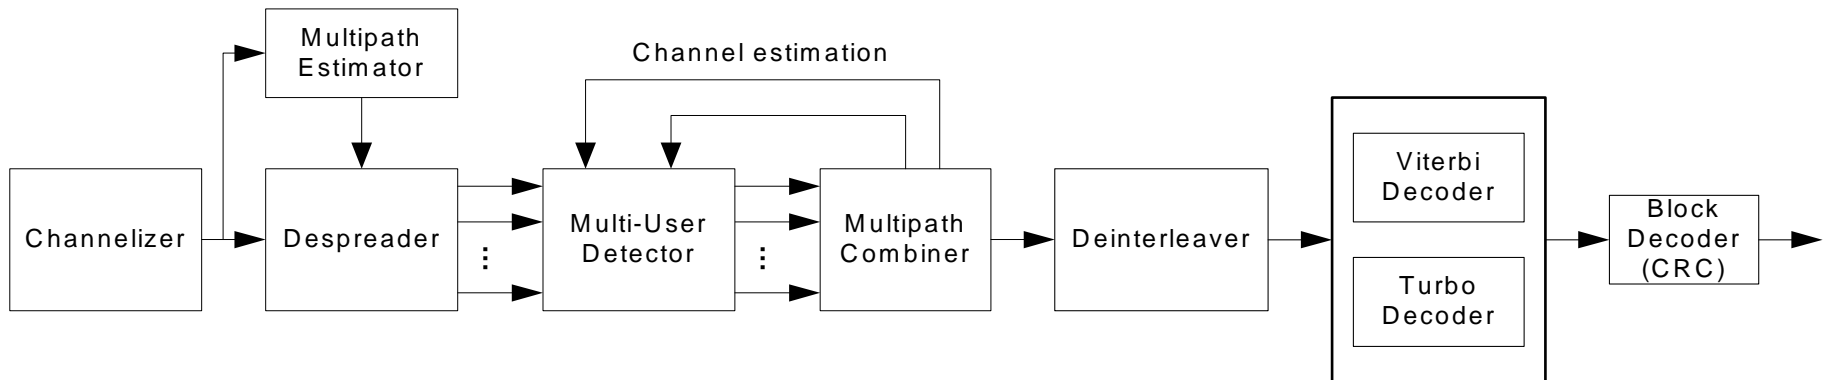 Multipath
Estimator
Channel estimation
Channelizer
Despreader
Multi-User
Detector
Multipath
Combiner
Deinterleaver
Viterbi
Decoder
Turbo
Decoder
Block
Decoder
(CRC)